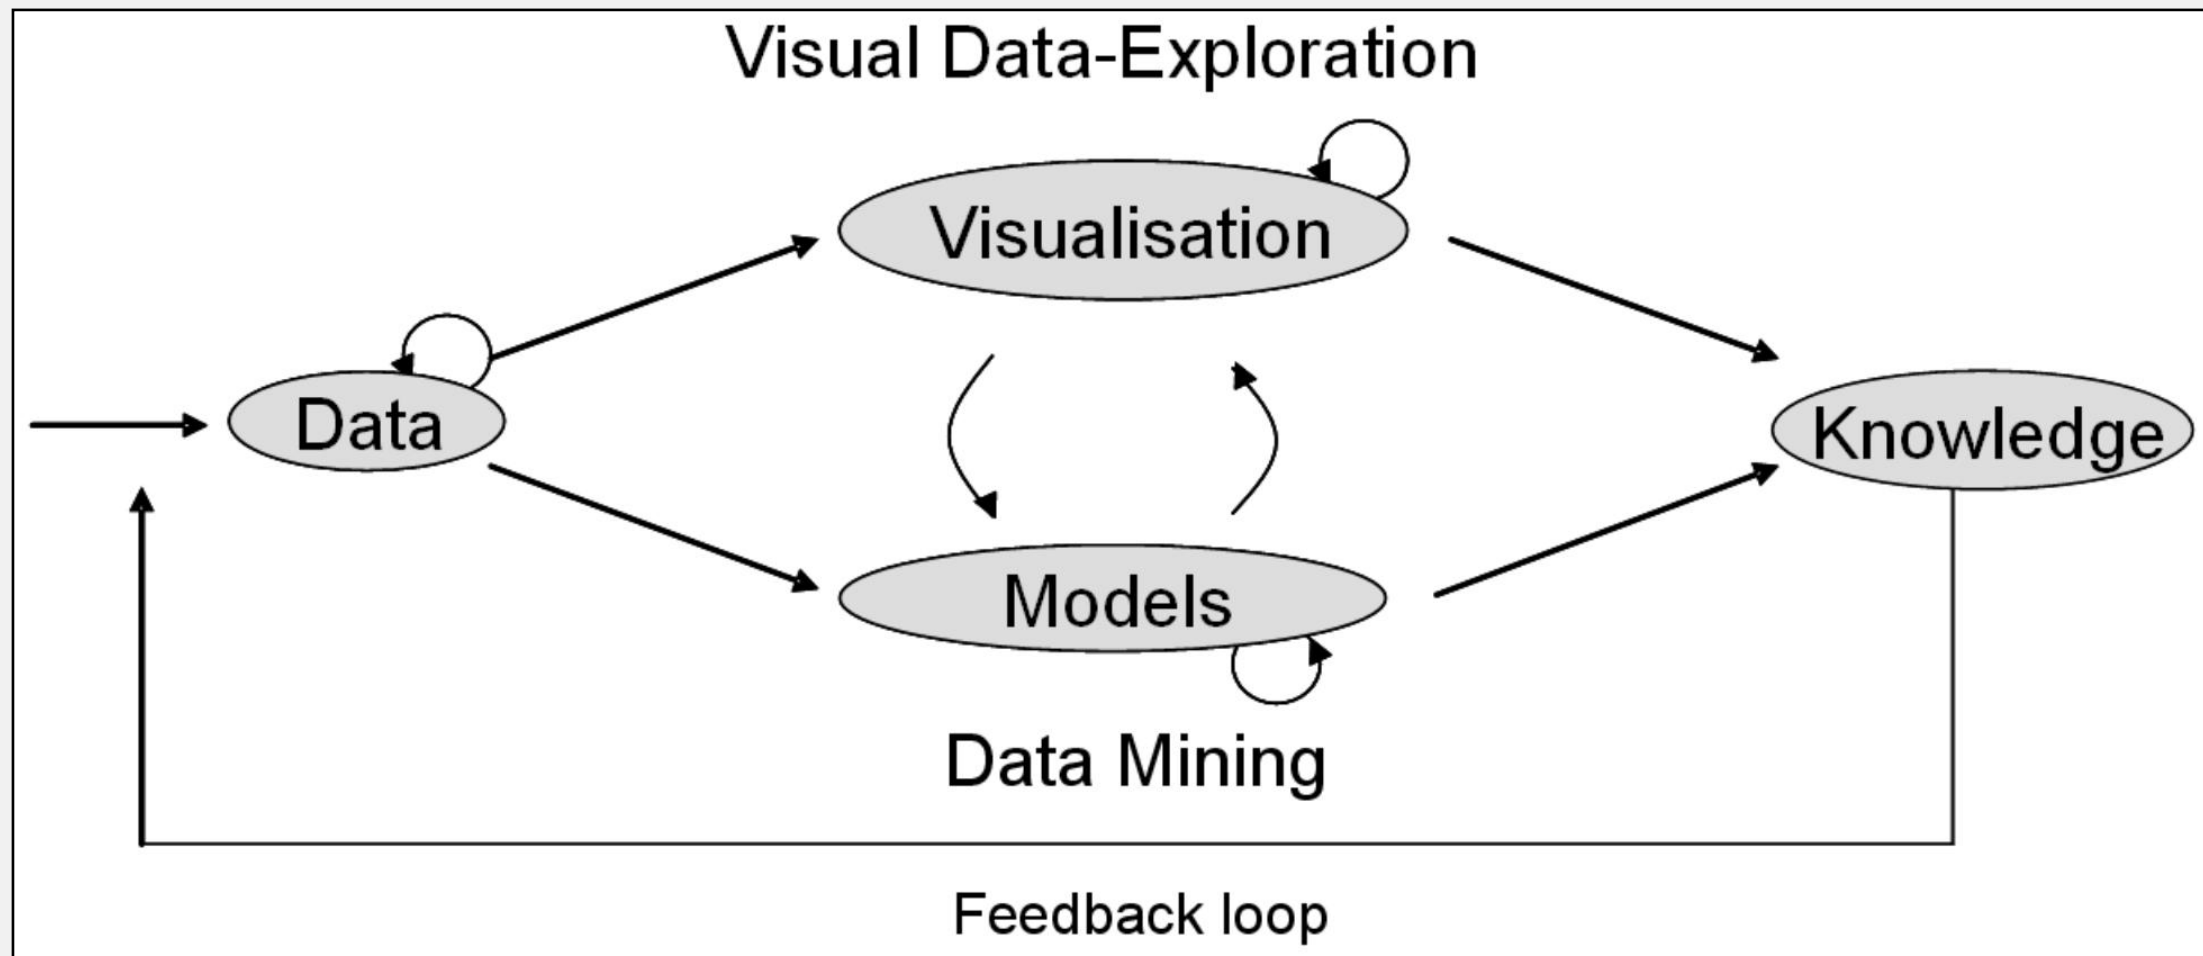 Visual Data-Exploration
Visualisation
Data
Knowledge
Models
Data Mining
Feedback loop